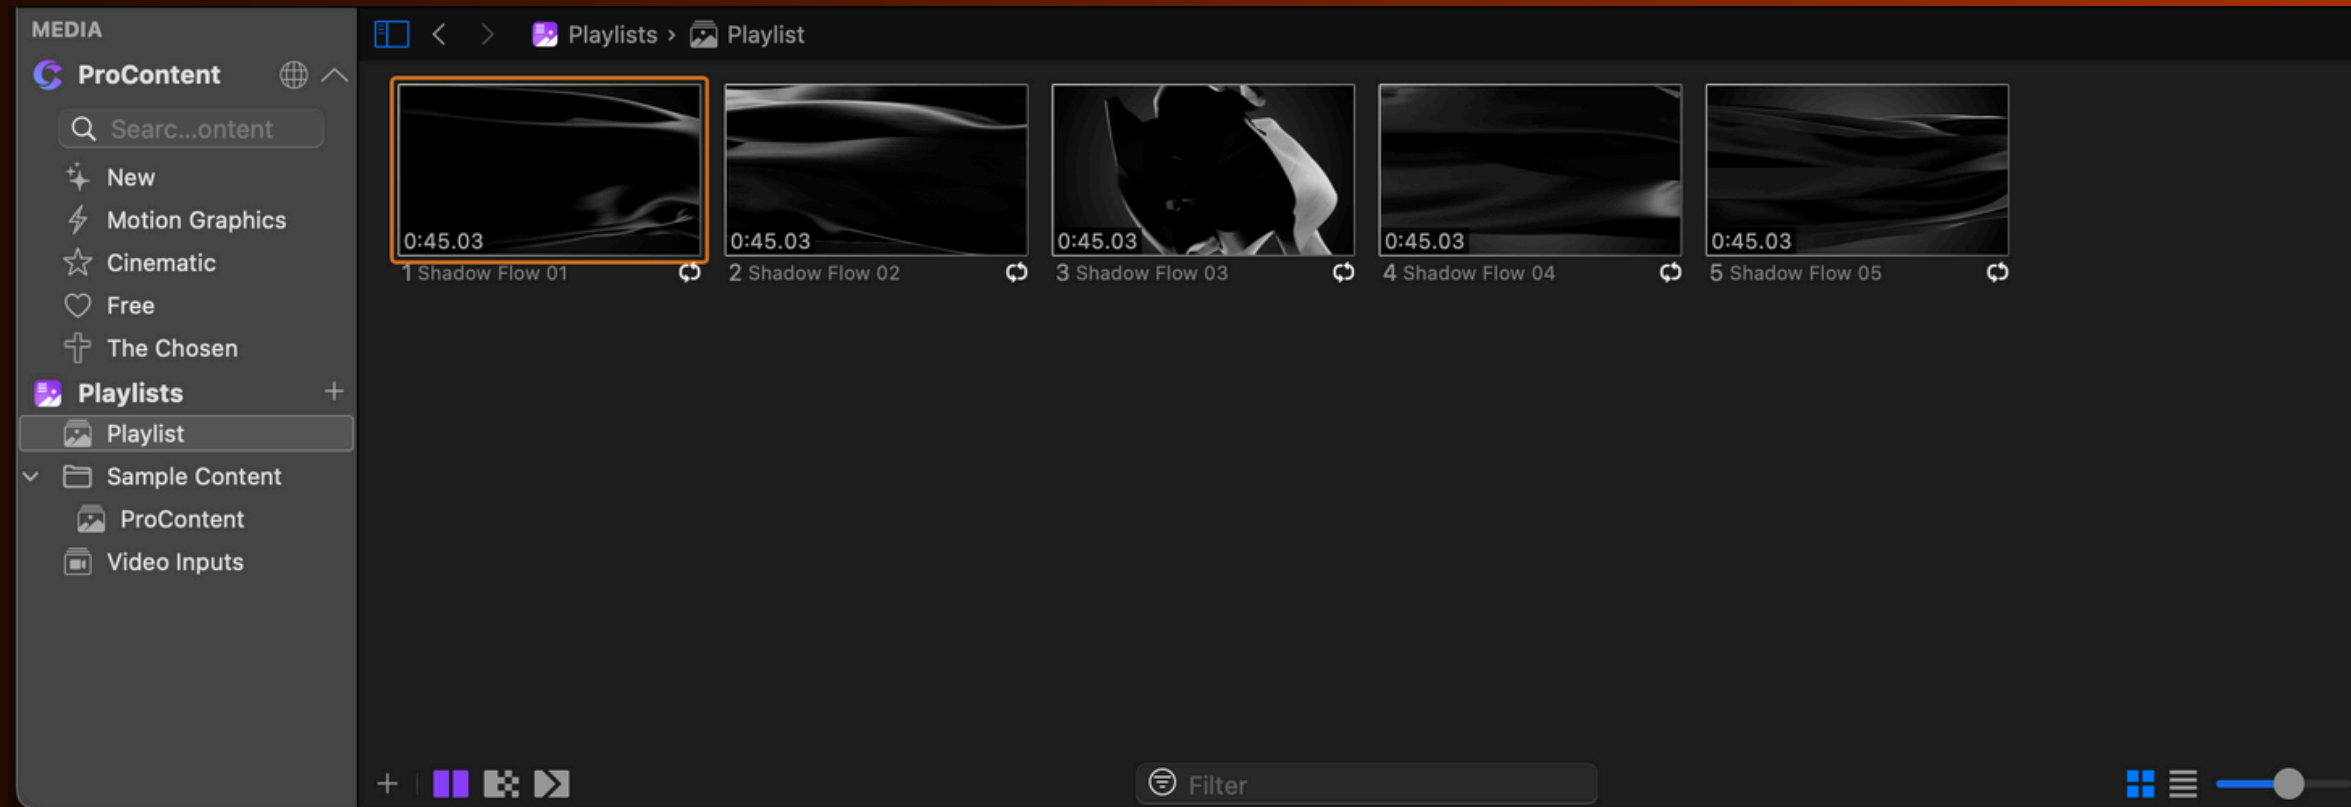 MEDIA
ProContent
Searc...ontent
New
Motion Graphics
Cinematic
Free
The Chosen
Playlists
Playlist
Sample Content
ProContent
Video Inputs
Playlists › Playlist
0:45.03
1 Shadow Flow 01
0:45.03
2 Shadow Flow 02
0:45.03
3 Shadow Flow 03
0:45.03
4 Shadow Flow 04
0:45.03
5 Shadow Flow 05
Filter